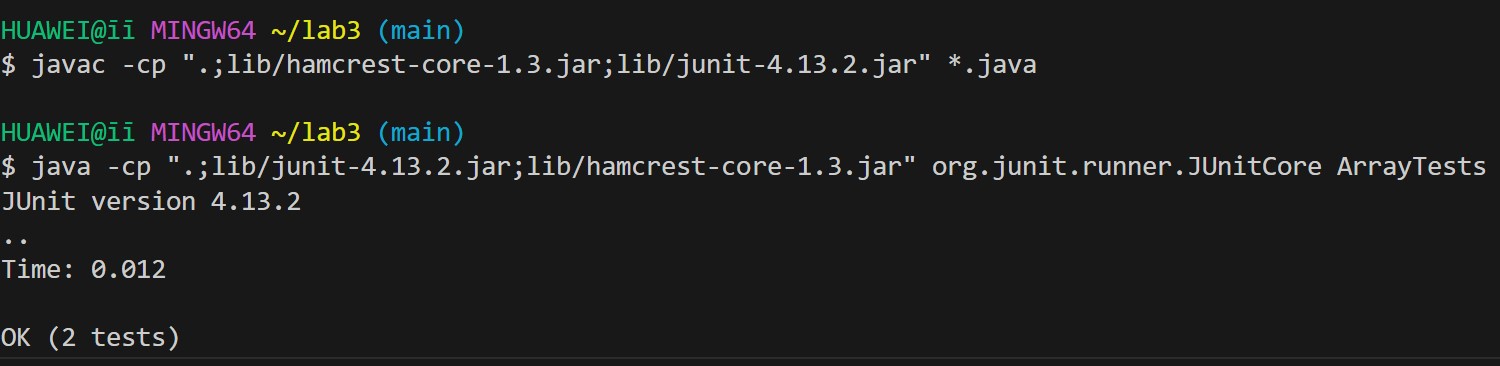 HUAWEI@īī MINGW64 ~/lab3 (main)
$ javac -cp ".;lib/hamcrest-core-1.3.jar;lib/junit-4.13.2.jar" *.java
HUAWEI@īī MINGW64 ~/lab3 (main)
$ java -cp ".;lib/junit-4.13.2.jar;lib/hamcrest-core-1.3.jar" org.junit.runner.JUnitCore ArrayTests
JUnit version 4.13.2
..
Time: 0.012
OK (2 tests)